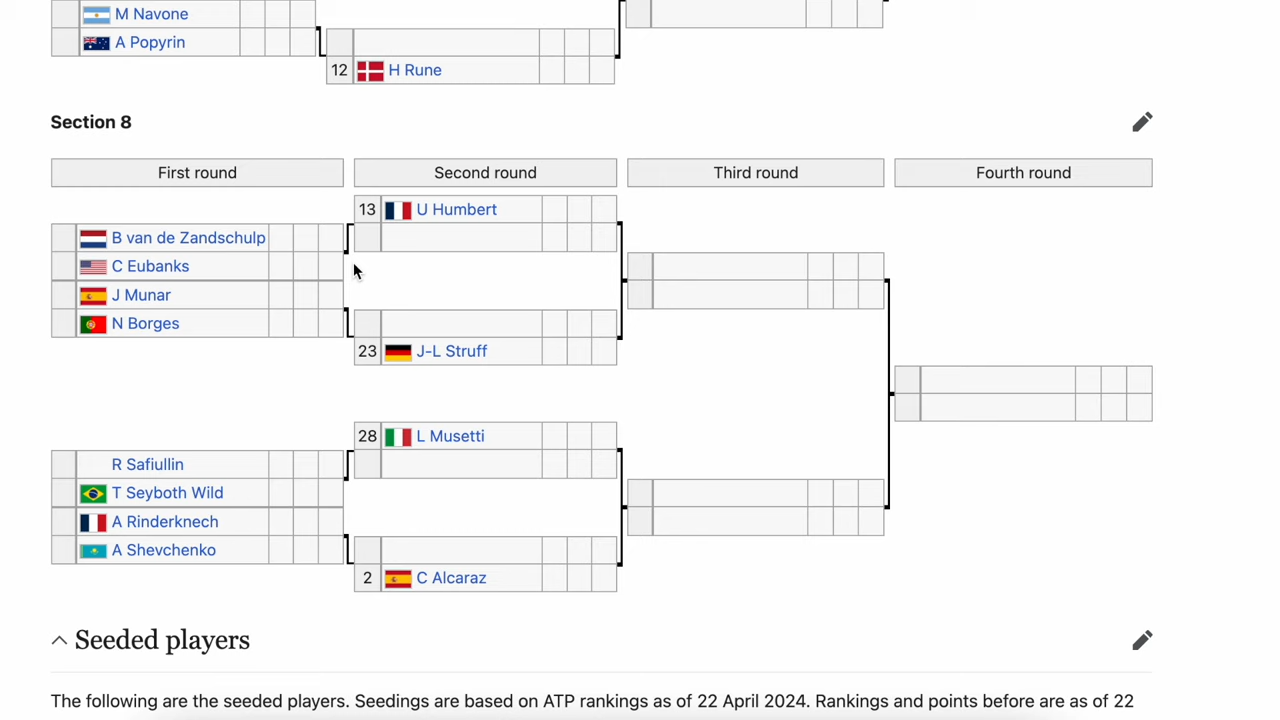 M Navone
A Popyrin
12 H Rune
Section 8
First round Second round Third round Fourth round
13 U Humbert
B van de Zandschulp
C Eubanks
J Munar
N Borges
23 J-L Struff
28 L Musetti
R Safiullin
T Seyboth Wild
A Rinderknech
A Shevchenko
2 C Alcaraz
Seeded players
The following are the seeded players. Seedings are based on ATP rankings as of 22 April 2024. Rankings and points before are as of 22